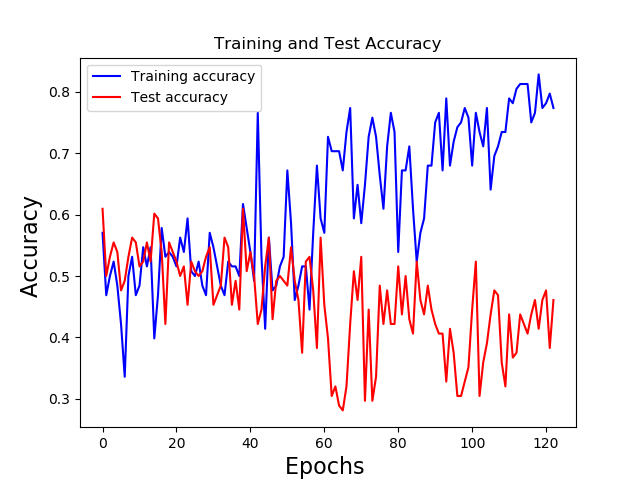 Training and Test Accuracy
Training accuracy
Test accuracy
Accuracy
0.8
0.7
0.6
0.5
0.4
0.3
0 20 40 60 80 100 120
Epochs